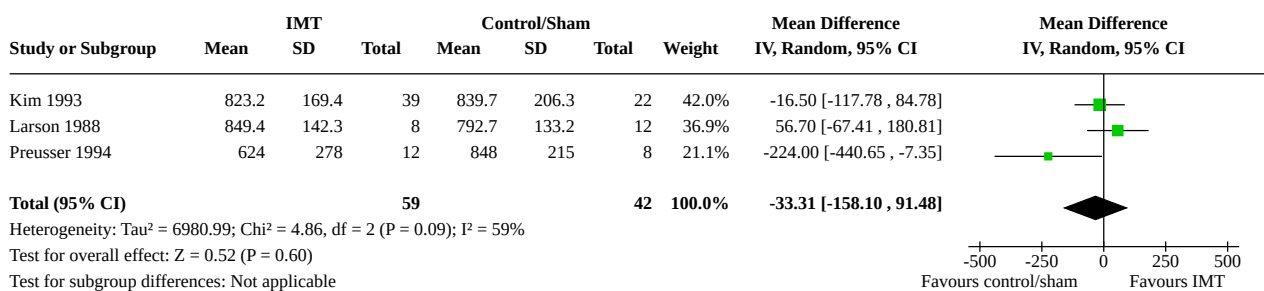 IMT Control/Sham Mean Difference Mean Difference
Study or Subgroup Mean SD Total Mean SD Total Weight IV, Random, 95% CI IV, Random, 95% CI
Kim 1993 823.2 169.4 39 839.7 206.3 22 42.0% -16.50 [-117.78 , 84.78]
Larson 1988 849.4 142.3 8 792.7 133.2 12 36.9% 56.70 [-67.41 , 180.81]
Preusser 1994 624 278 12 848 215 8 21.1% -224.00 [-440.65 , -7.35]
Total (95% CI) 59 42 100.0% -33.31 [-158.10 , 91.48]
Heterogeneity: Tau² = 6980.99; Chi² = 4.86, df = 2 (P = 0.09); I² = 59%
Test for overall effect: Z = 0.52 (P = 0.60)
Test for subgroup differences: Not applicable
-500 -250 0 250 500
Favours control/sham Favours IMT